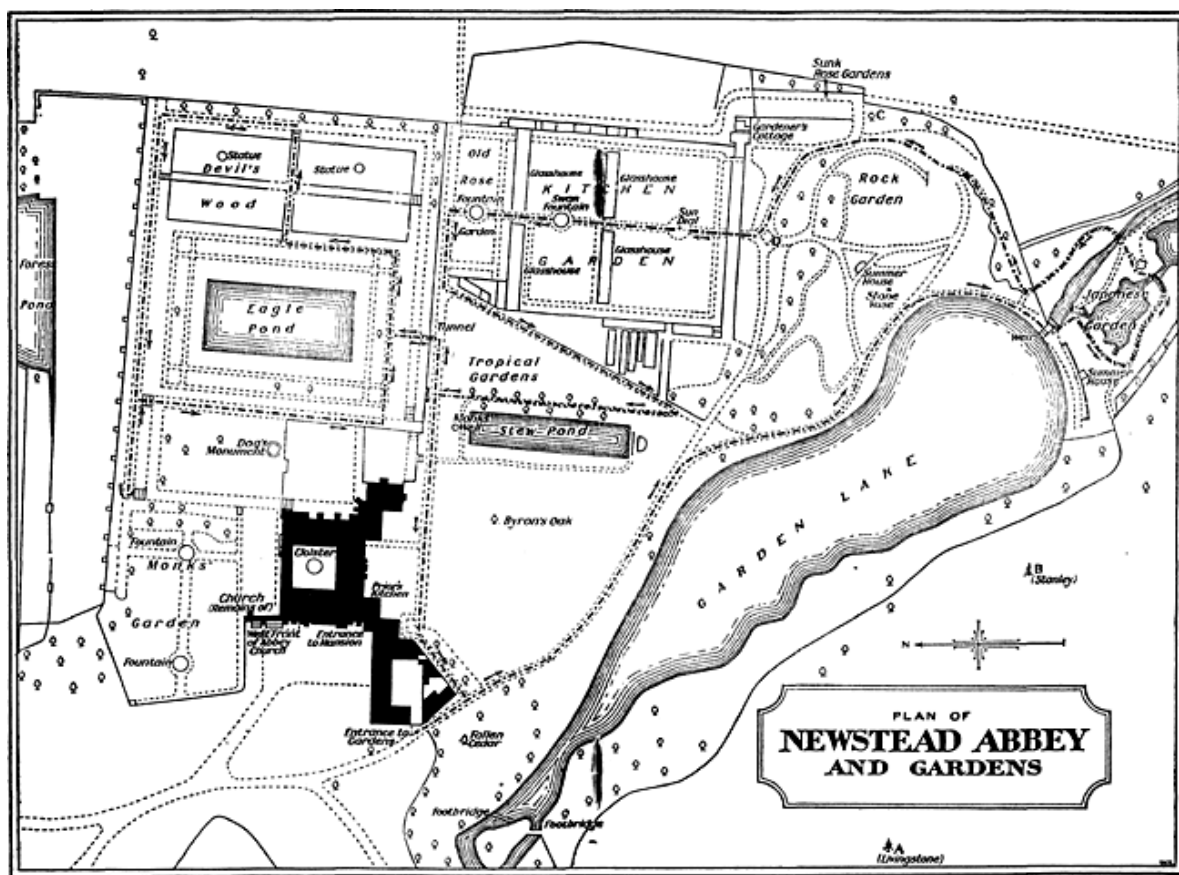 Sunk
Rose Gardens
C
Gardener's
Cottage
Statue
Devil's
Statue
Wood
Old
Rose
Fountain
Garden
Glasshouse
Glasshouse
KITCHEN
Swan
Fountain
Sun
Dial
GARDEN
Glasshouse
Glasshouse
Rock
Garden
D
Summer
House
Stone
Japanese
Garden
Summer
House
Weir
Forest
Pond
Eagle
Pond
Tunnel
Tropical
Gardens
Monks
Stew-Pond
Dog's
Monument
Byron's Oak
Fountain
Monks
Garden
Fountain
Cloister
Prior's
Kitchen
Church
(Remains of)
West Front
of Abbey
Church
Entrance
to Mansion
Entrance to
Gardens
Fallen
Cedar
Footbridge
Footbridge
GARDEN LAKE
B
(Stanley)
N
PLAN OF
NEWSTEAD ABBEY
AND GARDENS
A
(Livingstone)